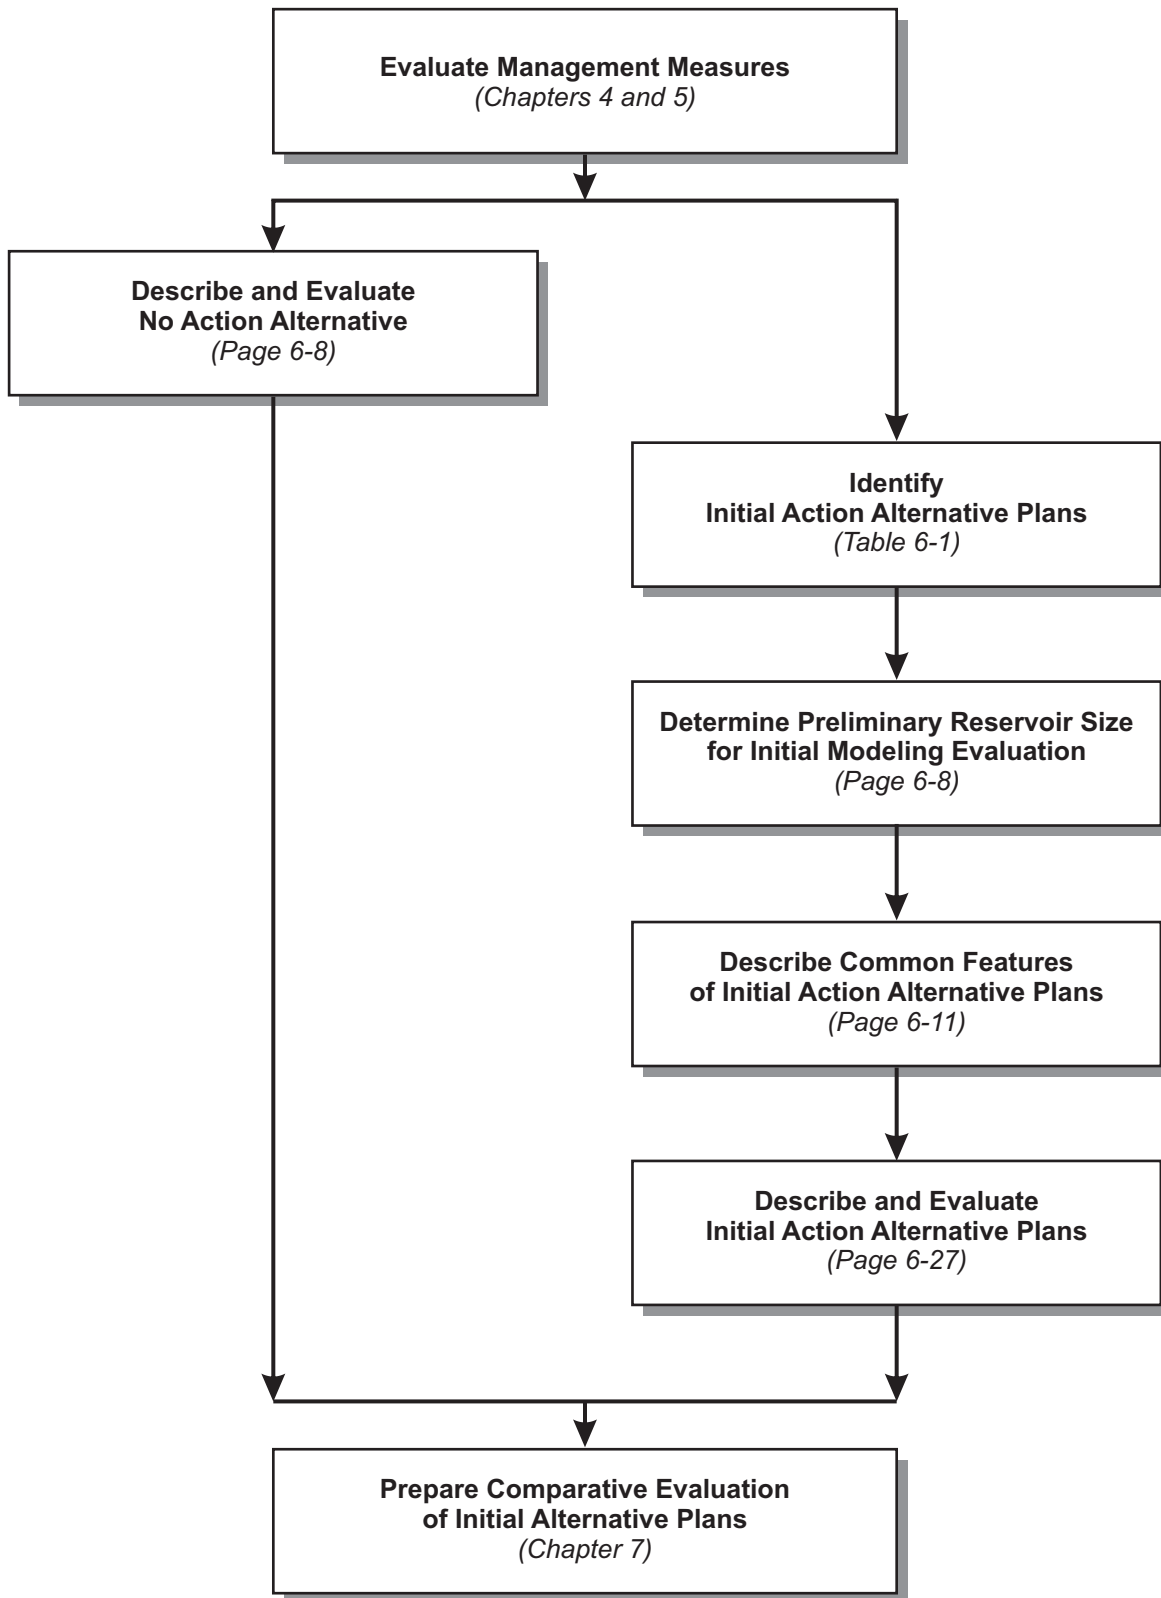 Evaluate Management Measures
(Chapters 4 and 5)
Describe and Evaluate
No Action Alternative
(Page 6-8)
Identify
Initial Action Alternative Plans
(Table 6-1)
Determine Preliminary Reservoir Size
for Initial Modeling Evaluation
(Page 6-8)
Describe Common Features
of Initial Action Alternative Plans
(Page 6-11)
Describe and Evaluate
Initial Action Alternative Plans
(Page 6-27)
Prepare Comparative Evaluation
of Initial Alternative Plans
(Chapter 7)